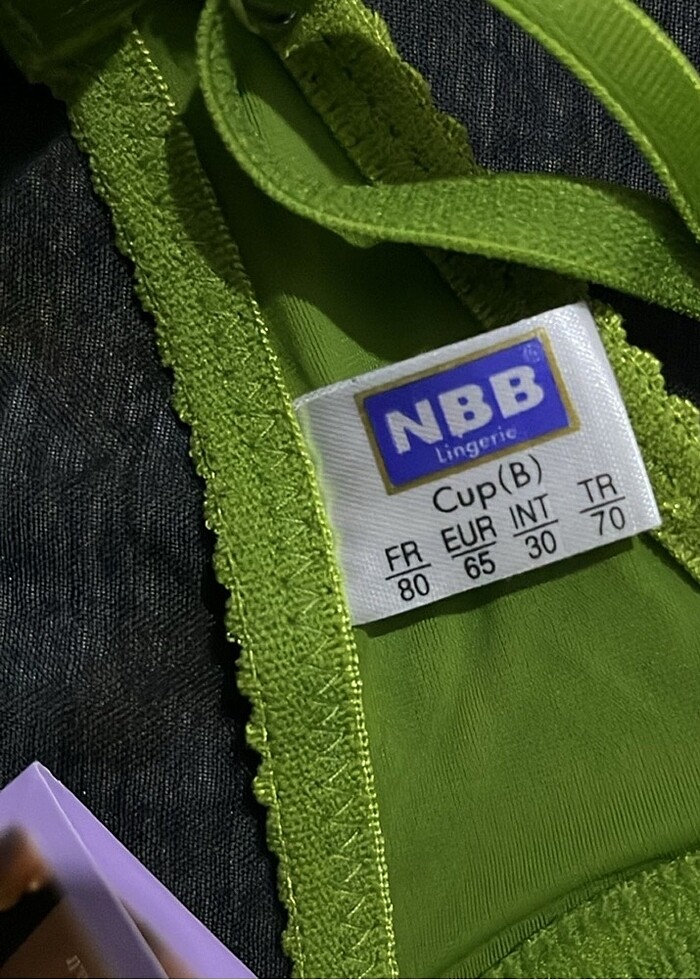 NBB
Lingerie
Cup(B)
FR EUR INT TR
80 65 30 70